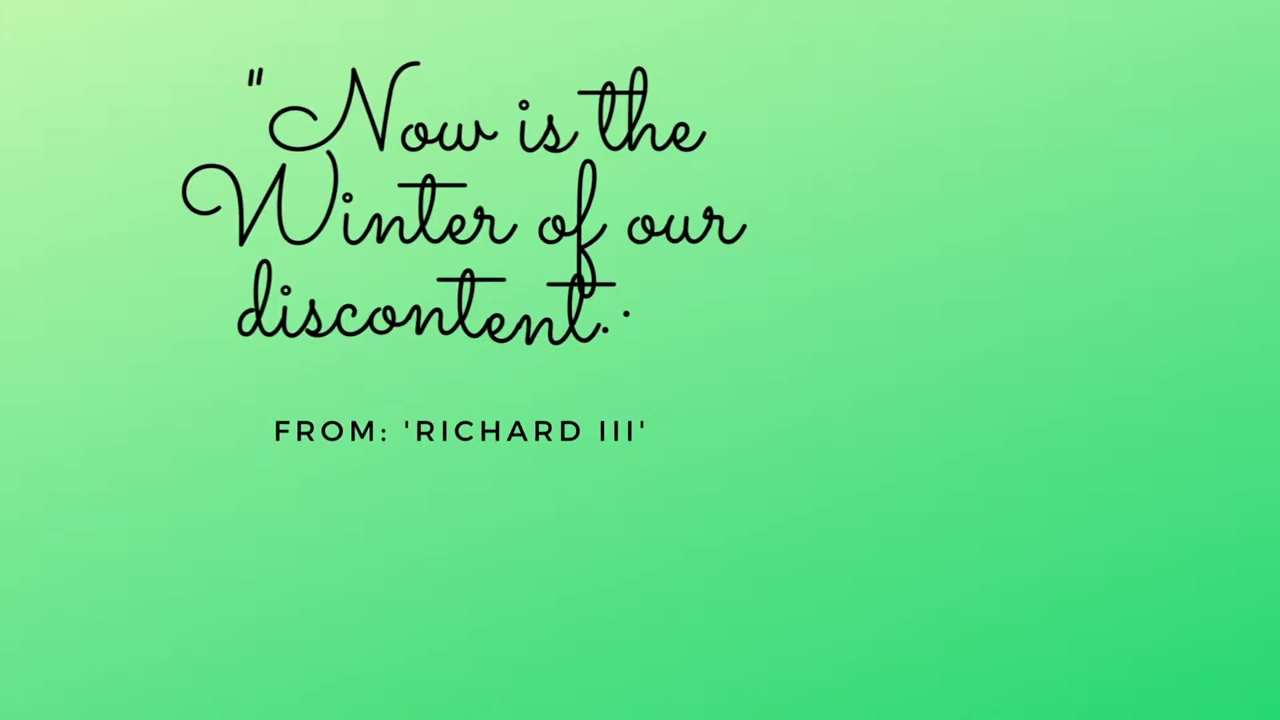 "Now is the
Winter of our
discontent..
FROM: 'RICHARD III'